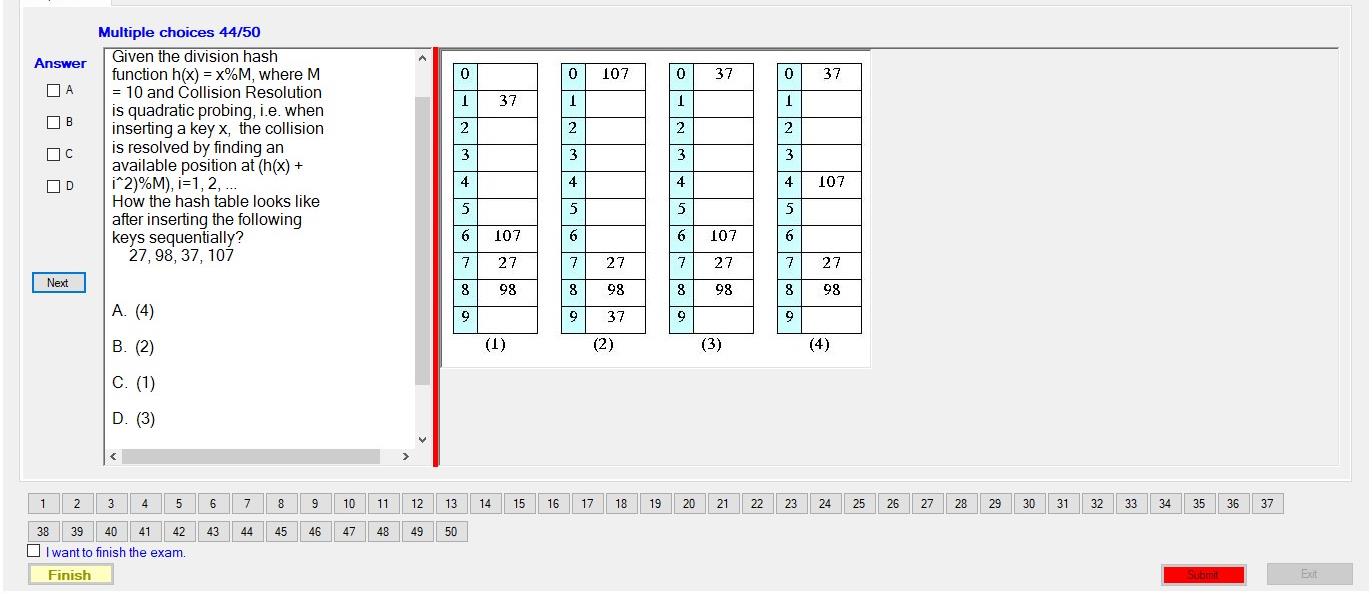 Multiple choices 44/50
Answer
A
B
C
D
Next
Given the division hash
function h(x) = x%M, where M
= 10 and Collision Resolution
is quadratic probing, i.e. when
inserting a key x, the collision
is resolved by finding an
available position at (h(x) +
i^2)%M), i=1, 2, ...
How the hash table looks like
after inserting the following
keys sequentially?
27, 98, 37, 107
A. (4)
B. (2)
C. (1)
D. (3)
0
1 37
2
3
4
5
6 107
7 27
8 98
9
(1)
0 107
1
2
3
4
5
6
7 27
8 98
9 37
(2)
0 37
1
2
3
4
5
6 107
7 27
8 98
9
(3)
0 37
1
2
3
4 107
5
6
7 27
8 98
9
(4)
1 2 3 4 5 6 7 8 9 10 11 12 13 14 15 16 17 18 19 20 21 22 23 24 25 26 27 28 29 30 31 32 33 34 35 36 37
38 39 40 41 42 43 44 45 46 47 48 49 50
I want to finish the exam.
Finish
Submit
Exit